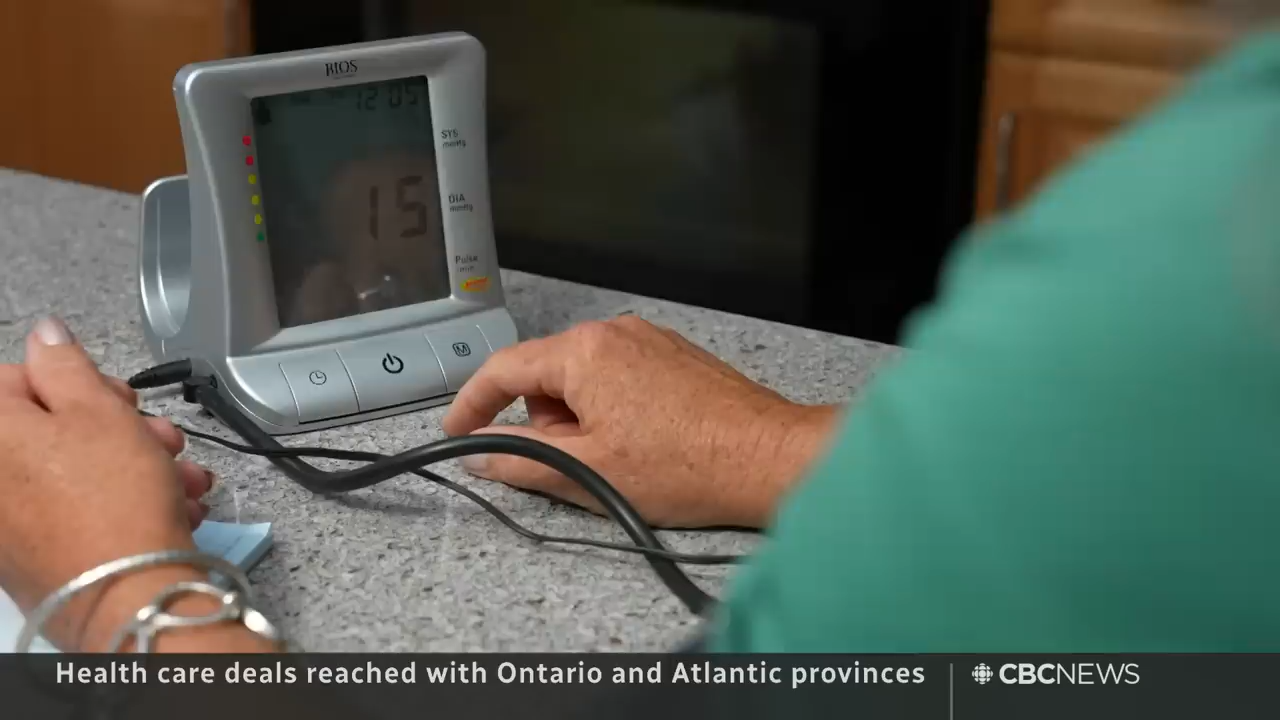 BIOS
12 05
SYS
mmHg
15
DIA
mmHg
Pulse
M
Health care deals reached with Ontario and Atlantic provinces
CBCNEWS